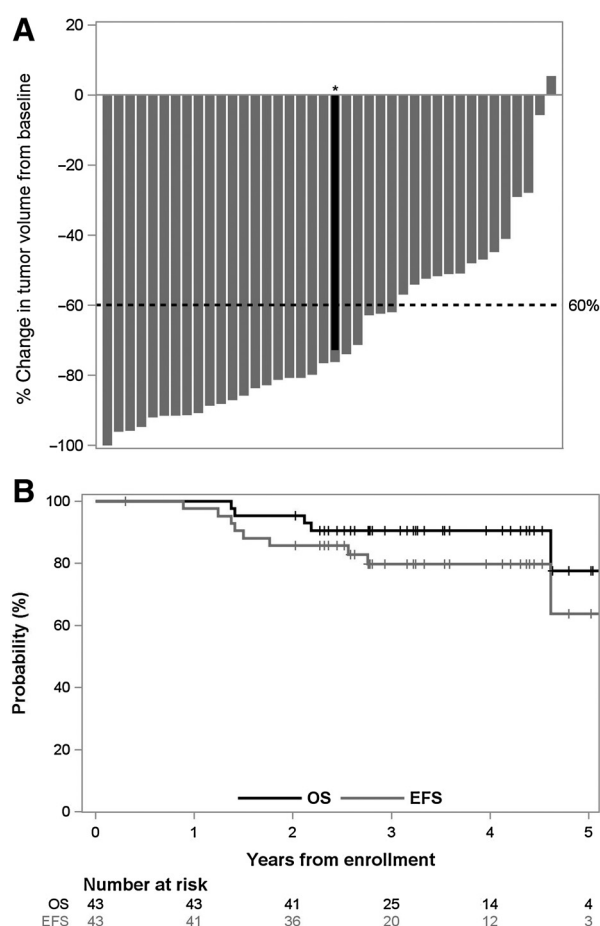 A
% Change in tumor volume from baseline
20
0
−20
−40
−60
−80
−100
*
60%
B
Probability (%)
100
80
60
40
20
0
OS EFS
0 1 2 3 4 5
Years from enrollment
Number at risk
OS 43 43 41 25 14 4
EFS 43 41 36 20 12 3